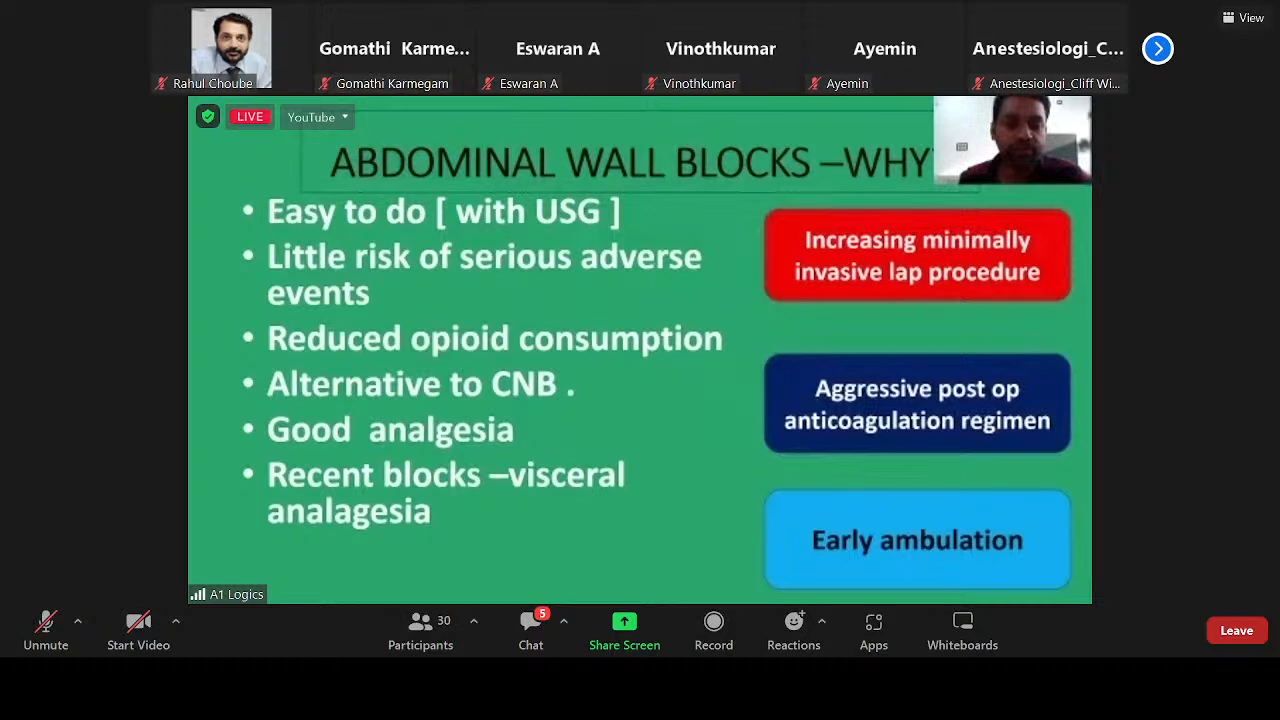 View
Gomathi Karme...
Eswaran A
Vinothkumar
Ayemin
Anestesiologi_C...
Rahul Choube
Gomathi Karmegam
Eswaran A
Vinothkumar
Ayemin
Anestesiologi_Cliff Wi...
LIVE
YouTube
ABDOMINAL WALL BLOCKS –WHY
• Easy to do [ with USG ]
• Little risk of serious adverse
events
• Reduced opioid consumption
• Alternative to CNB .
• Good analgesia
• Recent blocks –visceral
analagesia
Increasing minimally
invasive lap procedure
Aggressive post op
anticoagulation regimen
Early ambulation
A1 Logics
Unmute
Start Video
30
Participants
5
Chat
Share Screen
Record
Reactions
Apps
Whiteboards
Leave